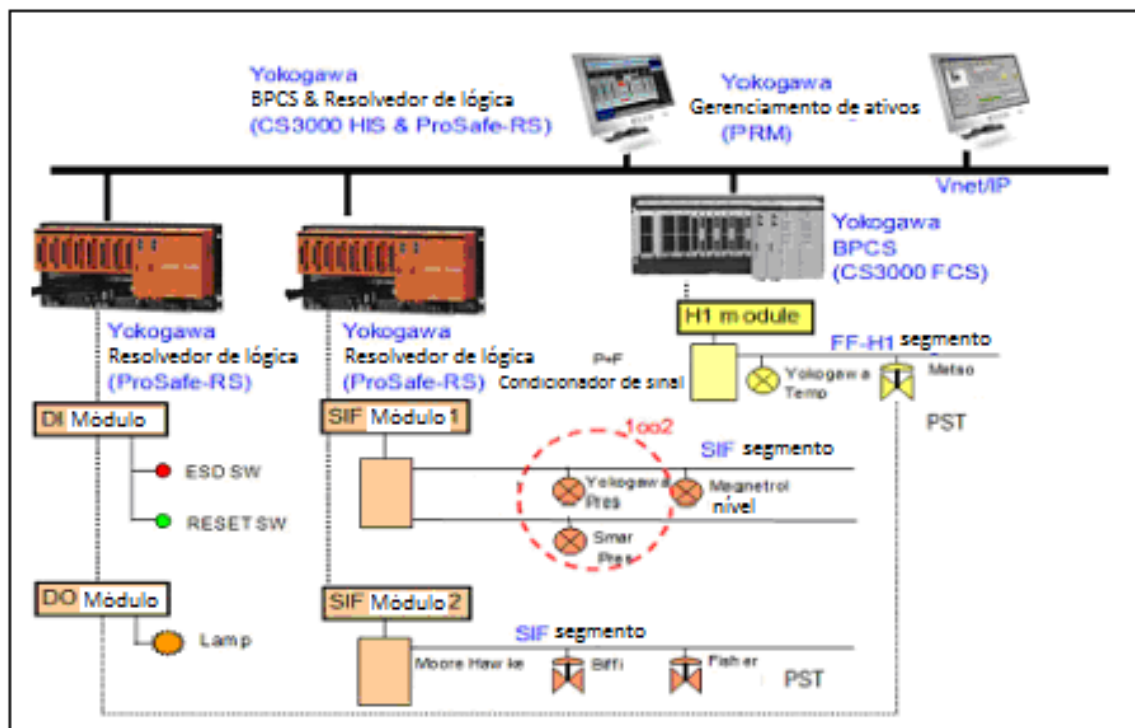 Yokogawa
BPCS & Resolvedor de lógica
(CS3000 HIS & ProSafe-RS)
Yokogawa
Gerenciamento de ativos
(PRM)
Vnet/IP
Yokogawa
Resolvedor de lógica
(ProSafe-RS)
Yokogawa
Resolvedor de lógica
(ProSafe-RS)
Yokogawa
BPCS
(CS3000 FCS)
H1 module
P+F
Condicionador de sinal
FF-H1 segmento
Yokogawa
Temp
Metso
PST
DI Módulo
ESD SW
RESET SW
DO Módulo
Lamp
SIF Módulo 1
1oo2
SIF segmento
Yokogawa
Pres
Magnetrol
nível
Smar
Pres
SIF Módulo 2
SIF segmento
Moore Hawke
Biffi
Fisher
PST